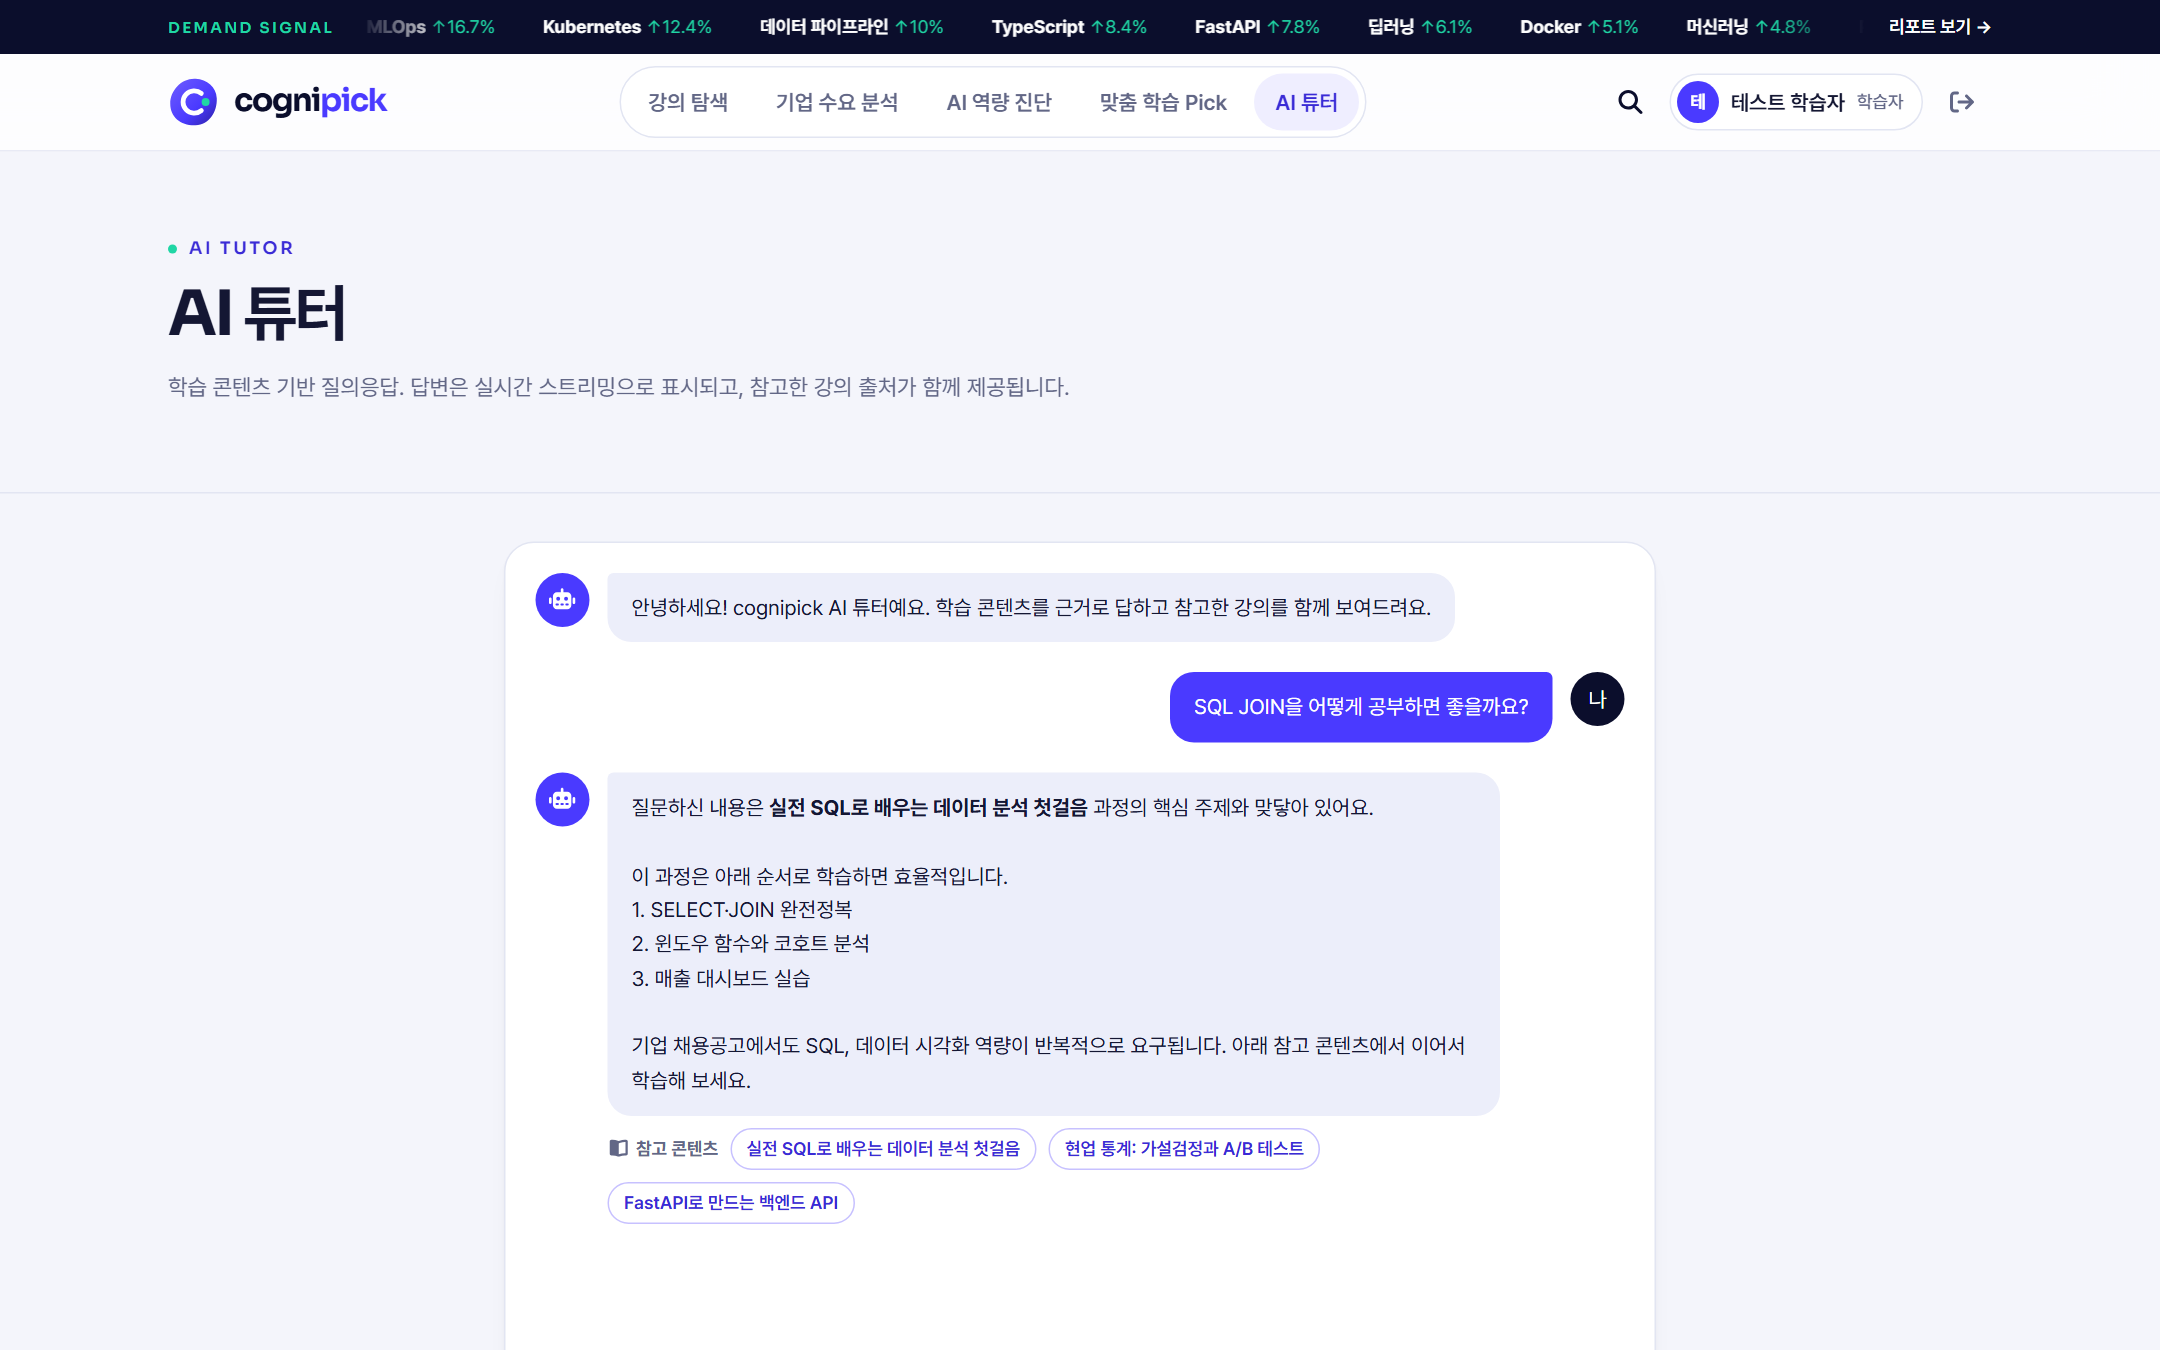 DEMAND SIGNAL MLOps ↑16.7% Kubernetes ↑12.4% 데이터 파이프라인 ↑10% TypeScript ↑8.4% FastAPI ↑7.8% 딥러닝 ↑6.1% Docker ↑5.1% 머신러닝 ↑4.8% 리포트 보기 →
cognipick 강의 탐색 기업 수요 분석 AI 역량 진단 맞춤 학습 Pick AI 튜터 테 테스트 학습자 학습자
AI TUTOR
AI 튜터
학습 콘텐츠 기반 질의응답. 답변은 실시간 스트리밍으로 표시되고, 참고한 강의 출처가 함께 제공됩니다.
안녕하세요! cognipick AI 튜터예요. 학습 콘텐츠를 근거로 답하고 참고한 강의를 함께 보여드려요.
SQL JOIN을 어떻게 공부하면 좋을까요? 나
질문하신 내용은 실전 SQL로 배우는 데이터 분석 첫걸음 과정의 핵심 주제와 맞닿아 있어요.
이 과정은 아래 순서로 학습하면 효율적입니다.
1. SELECT·JOIN 완전정복
2. 윈도우 함수와 코호트 분석
3. 매출 대시보드 실습
기업 채용공고에서도 SQL, 데이터 시각화 역량이 반복적으로 요구됩니다. 아래 참고 콘텐츠에서 이어서
학습해 보세요.
참고 콘텐츠 실전 SQL로 배우는 데이터 분석 첫걸음 현업 통계: 가설검정과 A/B 테스트
FastAPI로 만드는 백엔드 API